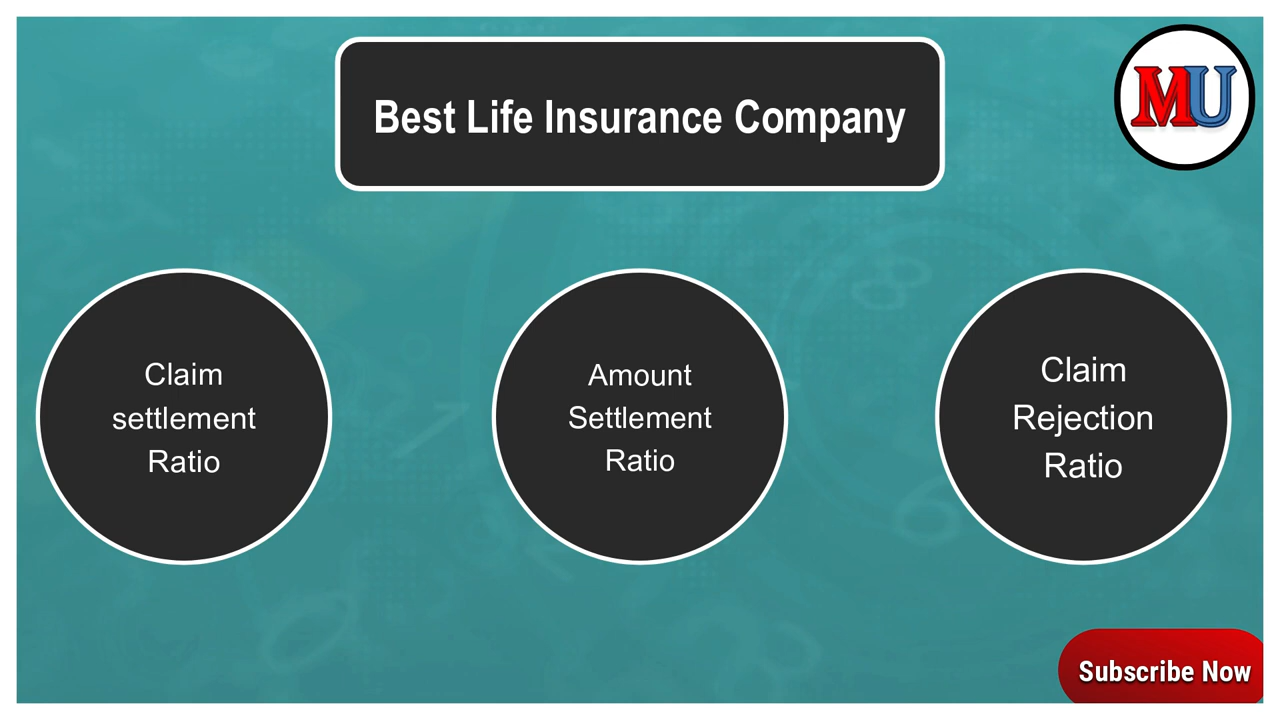 Best Life Insurance Company
MU
Claim
settlement
Ratio
Amount
Settlement
Ratio
Claim
Rejection
Ratio
Subscribe Now